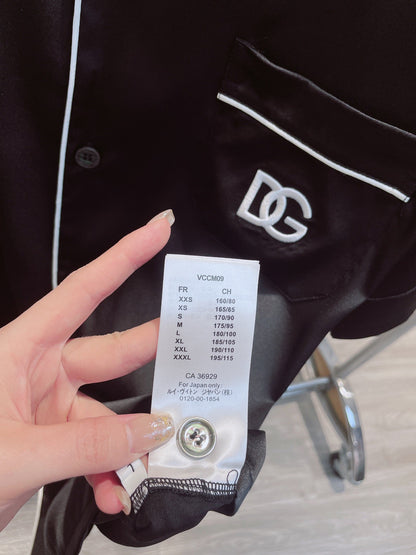 DG
VCCM09
FR CH
XXS 160/80
XS 165/65
S 170/90
M 175/95
L 180/100
XL 185/105
XXL 190/110
XXXL 195/115
CA 36929
For Japan only :
ルイ・ヴィトン ジャパン (株)
0120-00-1854